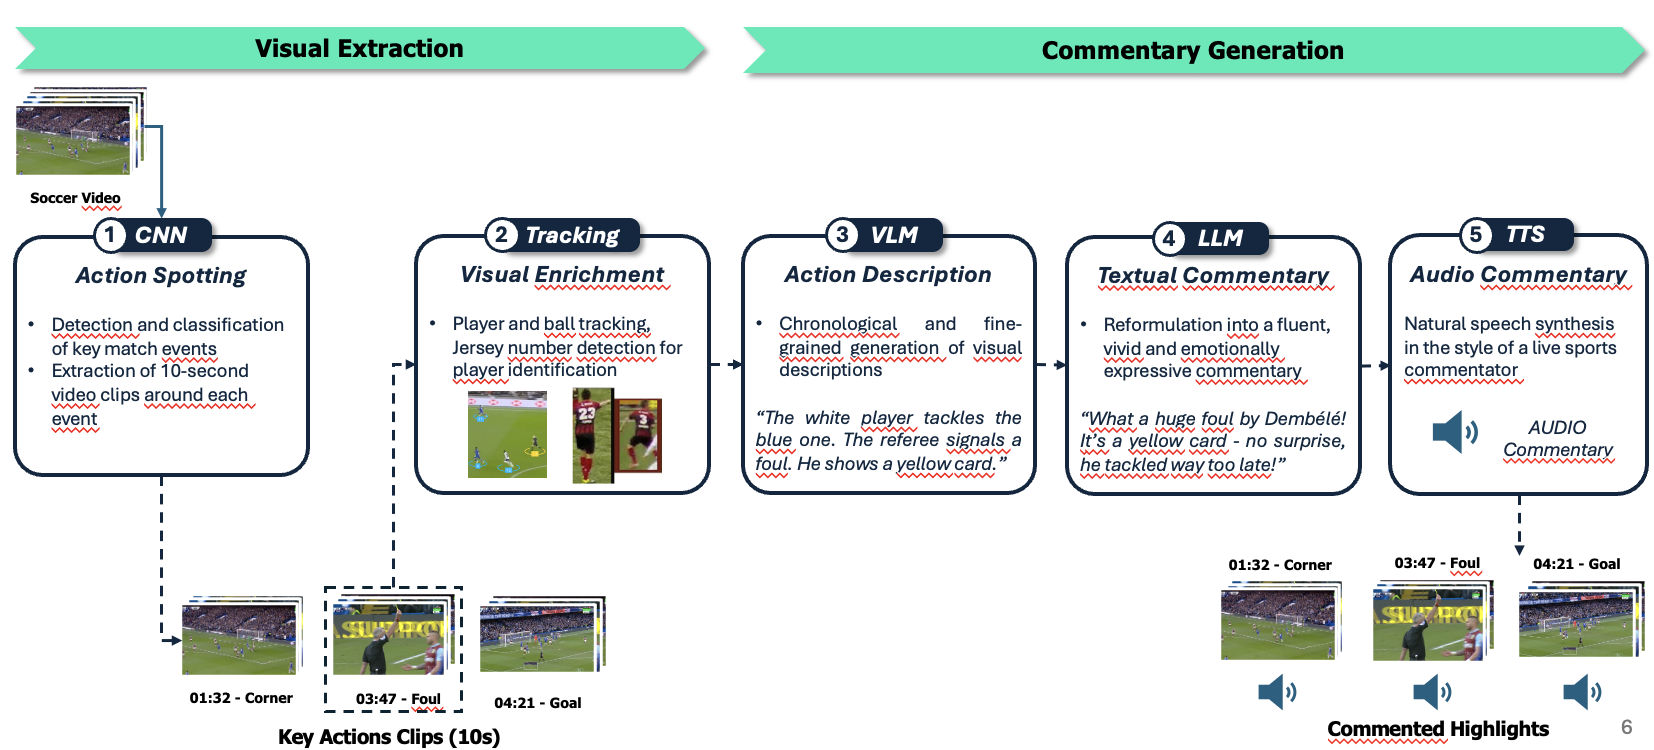 Visual Extraction
Commentary Generation
Soccer Video
1 CNN
Action Spotting
• Detection and classification
of key match events
• Extraction of 10-second
video clips around each
event
2 Tracking
Visual Enrichment
• Player and ball tracking,
Jersey number detection for
player identification
23
3
3 VLM
Action Description
• Chronological and fine-
grained generation of visual
descriptions
“The white player tackles the
blue one. The referee signals a
foul. He shows a yellow card.”
4 LLM
Textual Commentary
• Reformulation into a fluent,
vivid and emotionally
expressive commentary
“What a huge foul by Dembélé!
It’s a yellow card - no surprise,
he tackled way too late!”
5 TTS
Audio Commentary
Natural speech synthesis
in the style of a live sports
commentator
AUDIO
Commentary
01:32 - Corner
03:47 - Foul
04:21 - Goal
Key Actions Clips (10s)
01:32 - Corner
03:47 - Foul
04:21 - Goal
Commented Highlights
6